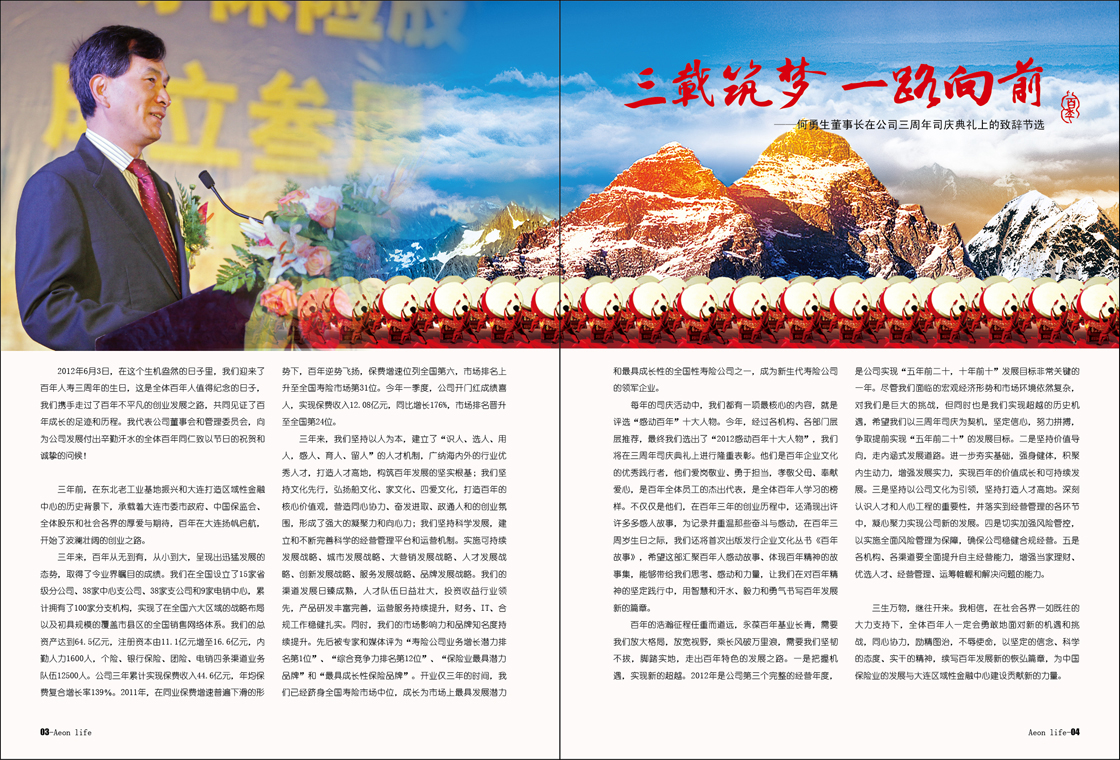 成立叁周
三载筑梦 一路向前
——何勇生董事长在公司三周年司庆典礼上的致辞节选
2012年6月3日，在这个生机盎然的日子里，我们迎来了
百年人寿三周年的生日，这是全体百年人值得纪念的日子，
我们携手走过了百年不平凡的创业发展之路，共同见证了百
年成长的足迹和历程。我代表公司董事会和管理委员会，向
为公司发展付出辛勤汗水的全体百年同仁致以节日的祝贺和
诚挚的问候！
三年前，在东北老工业基地振兴和大连打造区域性金融
中心的历史背景下，承载着大连市委市政府、中国保监会、
全体股东和社会各界的厚爱与期待，百年在大连扬帆启航，
开始了波澜壮阔的创业之路。
三年来，百年从无到有，从小到大，呈现出迅猛发展的
态势，取得了令业界瞩目的成绩。我们在全国设立了15家省
级分公司、38家中心支公司、38家支公司和9家电销中心，累
计拥有了100家分支机构，实现了在全国六大区域的战略布局
以及初具规模的覆盖市县区的全国销售网络体系。我们的总
资产达到64.5亿元，注册资本由11.1亿元增至16.6亿元，内
勤人力1600人，个险、银行保险、团险、电销四条渠道业务
队伍12500人。公司三年累计实现保费收入44.6亿元，年均保
费复合增长率139%。2011年，在同业保费增速普遍下滑的形
势下，百年逆势飞扬，保费增速位列全国第六，市场排名上
升至全国寿险市场第31位。今年一季度，公司开门红成绩喜
人，实现保费收入12.08亿元，同比增长176%，市场排名晋升
至全国第24位。
三年来，我们坚持以人为本，建立了“识人、选人、用
人，感人、育人、留人”的人才机制，广纳海内外的行业优
秀人才，打造人才高地，构筑百年发展的坚实根基；我们坚
持文化先行，弘扬船文化、家文化、四爱文化，打造百年的
核心价值观，营造同心协力、奋发进取、政通人和的创业氛
围，形成了强大的凝聚力和向心力；我们坚持科学发展，建
立和不断完善科学的经营管理平台和运营机制。实施可持续
发展战略、城市发展战略、大营销发展战略、人才发展战
略、创新发展战略、服务发展战略、品牌发展战略。我们的
渠道发展日臻成熟，人才队伍日益壮大，投资收益行业领
先，产品研发丰富完善，运营服务持续提升，财务、IT、合
规工作稳健扎实。同时，我们的市场影响力和品牌知名度持
续提升。先后被专家和媒体评为“寿险公司业务增长潜力排
名第1位”、“综合竞争力排名第12位”、“保险业最具潜力
品牌”和“最具成长性保险品牌”。开业仅三年的时间，我
们已经跻身全国寿险市场中位，成长为市场上最具发展潜力
和最具成长性的全国性寿险公司之一，成为新生代寿险公司
的领军企业。
每年的司庆活动中，我们都有一项最核心的内容，就是
评选“感动百年”十大人物。今年，经过各机构、各部门层
层推荐，最终我们选出了“2012感动百年十大人物”，我们
将在三周年司庆典礼上进行隆重表彰。他们是百年企业文化
的优秀践行者，他们爱岗敬业、勇于担当，孝敬父母、奉献
爱心，是百年全体员工的杰出代表，是全体百年人学习的榜
样。不仅仅是他们，在百年三年的创业历程中，还涌现出许
许多多感人故事，为记录并重温那些奋斗与感动，在百年三
周岁生日之际，我们还将首次出版发行企业文化丛书《百年
故事》，希望这部汇聚百年人感动故事、体现百年精神的故
事集，能够带给我们思考、感动和力量，让我们在对百年精
神的坚定践行中，用智慧和汗水、毅力和勇气书写百年发展
新的篇章。
百年的浩瀚征程任重而道远，永葆百年基业长青，需要
我们放大格局，放宽视野，乘长风破万里浪，需要我们坚韧
不拔，脚踏实地，走出百年特色的发展之路。一是把握机
遇，实现新的超越。2012年是公司第三个完整的经营年度，
是公司实现“五年前二十，十年前十”发展目标非常关键的
一年。尽管我们面临的宏观经济形势和市场环境依然复杂，
对我们是巨大的挑战，但同时也是我们实现超越的历史机
遇，希望我们以三周年司庆为契机，坚定信心，努力拼搏，
争取提前实现“五年前二十”的发展目标。二是坚持价值导
向，走内涵式发展道路。进一步夯实基础，强身健体，积聚
内生动力，增强发展实力，实现百年的价值成长和可持续发
展。三是坚持以公司文化为引领，坚持打造人才高地。深刻
认识人才和人心工程的重要性，并落实到经营管理的各环节
中，凝心聚力实现公司新的发展。四是切实加强风险管控，
以实施全面风险管理为保障，确保公司稳健合规经营。五是
各机构、各渠道要全面提升自主经营能力，增强当家理财、
优选人才、经营管理、运筹帷幄和解决问题的能力。
三生万物，继往开来。我相信，在社会各界一如既往的
大力支持下，全体百年人一定会勇敢地面对新的机遇和挑
战，同心协力，励精图治，不辱使命，以坚定的信念、科学
的态度、实干的精神，续写百年发展新的恢弘篇章，为中国
保险业的发展与大连区域性金融中心建设贡献新的力量。
03-Aeon life
Aeon life-04